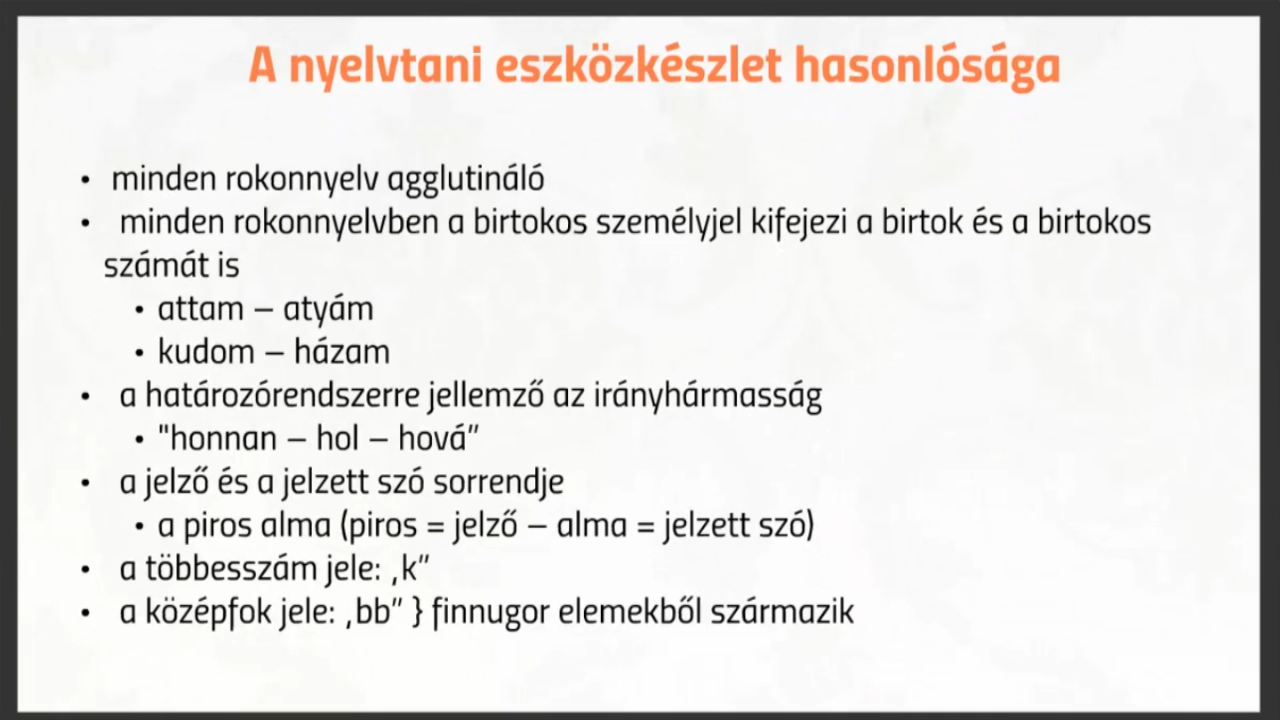 A nyelvtani eszközkészlet hasonlósága
• minden rokonnyelv agglutináló
• minden rokonnyelvben a birtokos személyjel kifejezi a birtok és a birtokos
számát is
• attam – atyám
• kudom – házam
• a határozórendszerre jellemző az irányhármasság
• "honnan – hol – hová”
• a jelző és a jelzett szó sorrendje
• a piros alma (piros = jelző – alma = jelzett szó)
• a többesszám jele: ‚k”
• a középfok jele: ‚bb” } finnugor elemekből származik